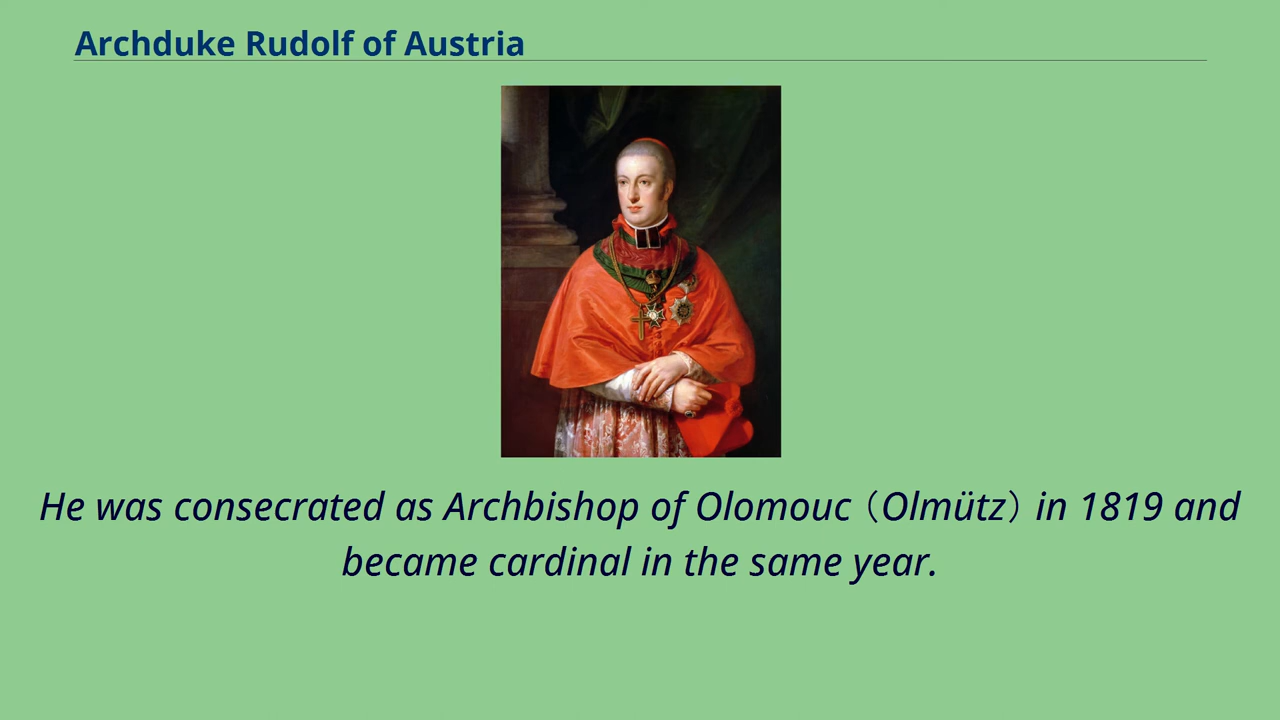 Archduke Rudolf of Austria
He was consecrated as Archbishop of Olomouc（Olmütz）in 1819 and
became cardinal in the same year.